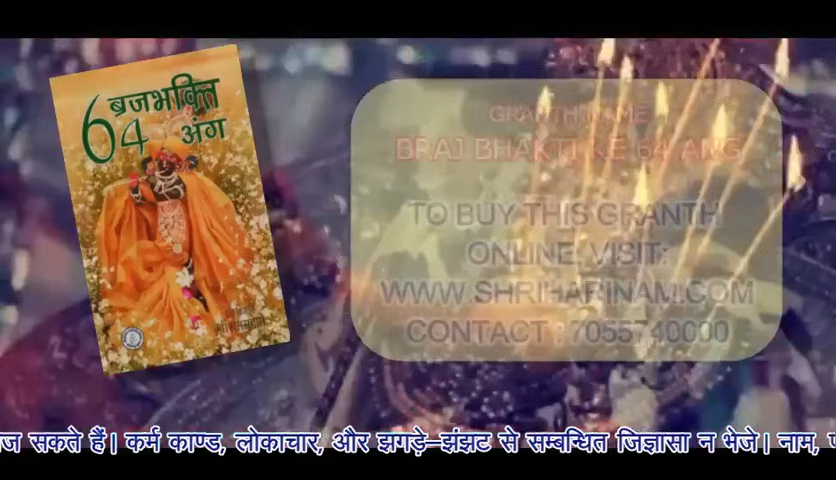 ब्रजभक्ति
64 अंग
GRANTH NAME
BRAJ BHAKTI KE 64 ANG
TO BUY THIS GRANTH
ONLINE, VISIT:
WWW.SHRIHARINAM.COM
CONTACT : 7055740000
सकते हैं। कर्म काण्ड, लोकाचार, और झगड़े–झंझट से सम्बन्धित जिज्ञासा न भेजे। नाम,